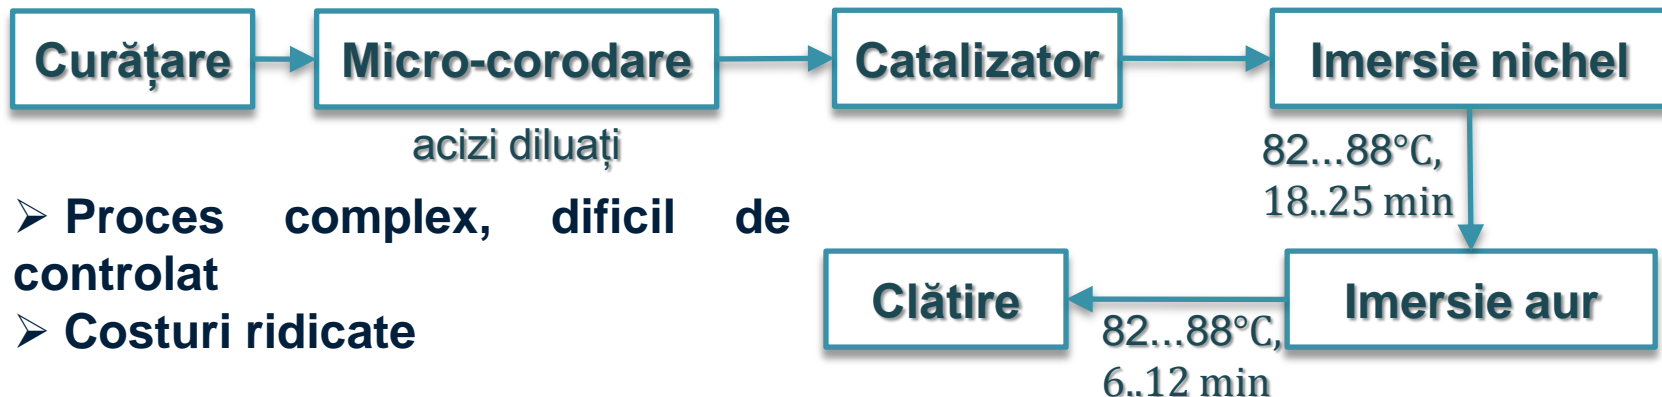 Curățare
Micro-corodare
Catalizator
Imersie nichel
acizi diluați
82...88°C,
18..25 min
➢ Proces complex, dificil de
controlat
➢ Costuri ridicate
Clătire
Imersie aur
82...88°C,
6..12 min